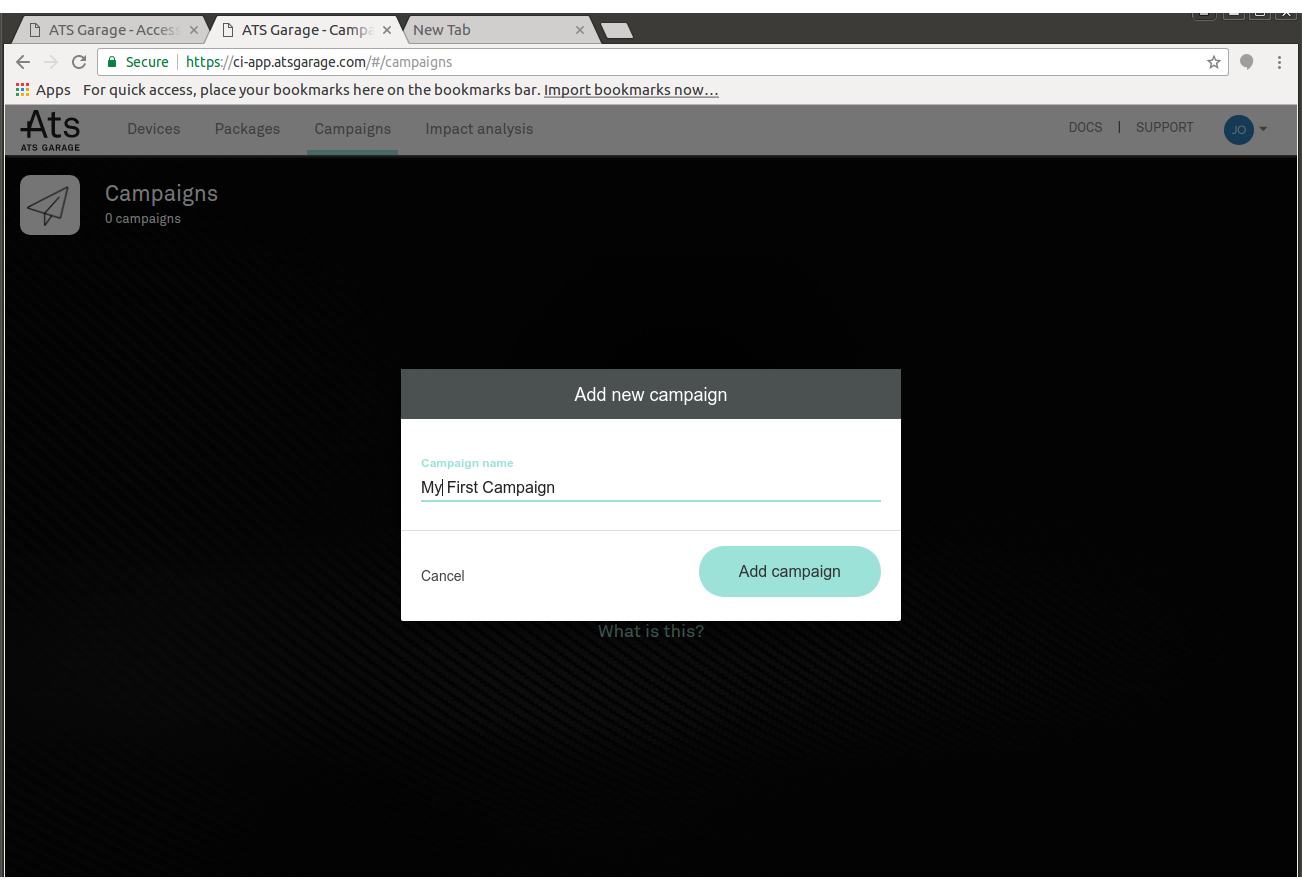 ATS Garage - Access
ATS Garage - Campa
New Tab
Secure
https://ci-app.atsgarage.com/#/campaigns
Apps For quick access, place your bookmarks here on the bookmarks bar. Import bookmarks now...
Ats
ATS GARAGE
Devices Packages Campaigns Impact analysis
DOCS | SUPPORT
JO
Campaigns
0 campaigns
Add new campaign
Campaign name
My First Campaign
Cancel
Add campaign
What is this?